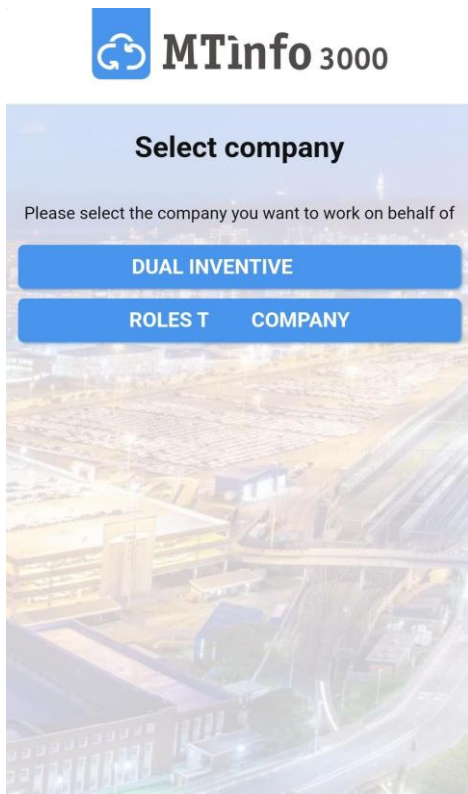 MTinfo 3000
Select company
Please select the company you want to work on behalf of
DUAL INVENTIVE
ROLES T COMPANY